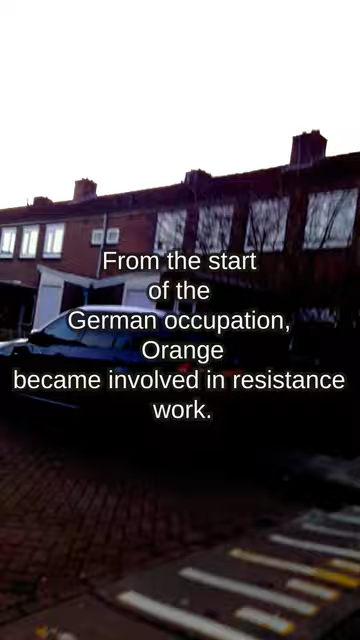 From the start
of the
German occupation,
Orange
became involved in resistance
work.